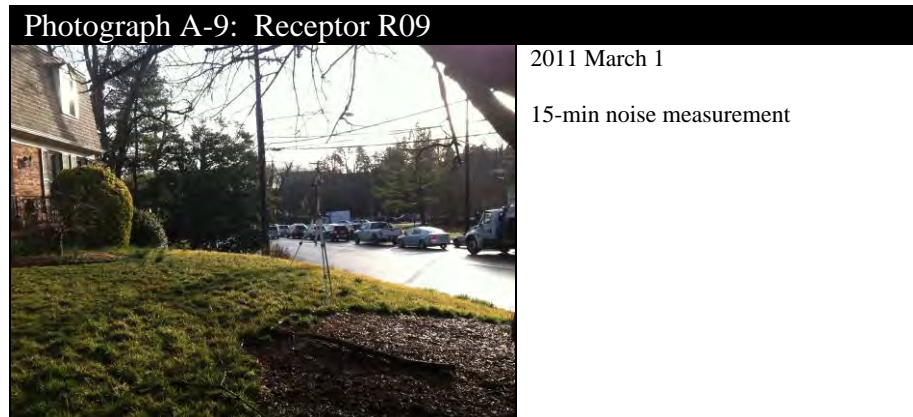 Photograph A-9: Receptor R09
2011 March 1
15-min noise measurement